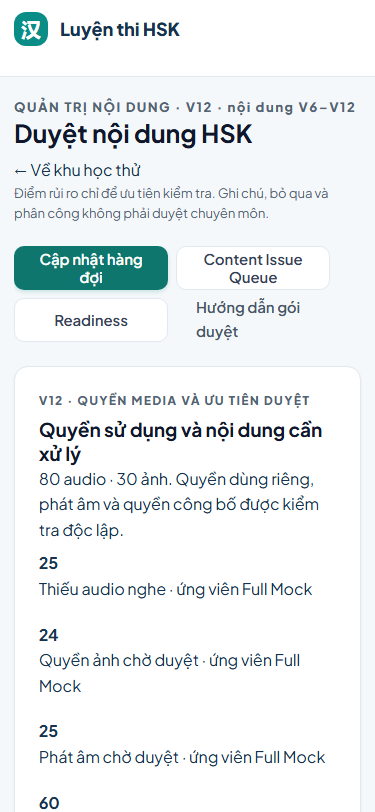 汉 Luyện thi HSK
QUẢN TRỊ NỘI DUNG · V12 · nội dung V6–V12
Duyệt nội dung HSK
← Về khu học thử
Điểm rủi ro chỉ để ưu tiên kiểm tra. Ghi chú, bỏ qua và
phân công không phải duyệt chuyên môn.
Cập nhật hàng
đợi
Content Issue
Queue
Readiness
Hướng dẫn gói
duyệt
V12 · QUYỀN MEDIA VÀ ƯU TIÊN DUYỆT
Quyền sử dụng và nội dung cần
xử lý
80 audio · 30 ảnh. Quyền dùng riêng,
phát âm và quyền công bố được kiểm
tra độc lập.
25
Thiếu audio nghe · ứng viên Full Mock
24
Quyền ảnh chờ duyệt · ứng viên Full
Mock
25
Phát âm chờ duyệt · ứng viên Full Mock
60